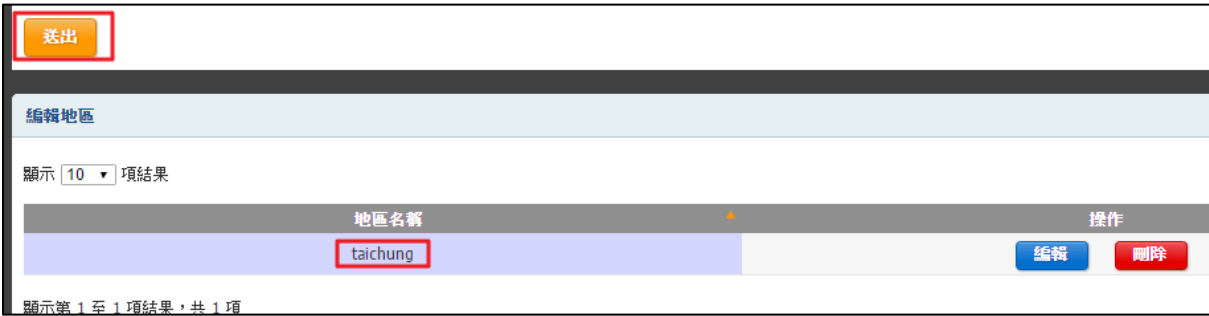 送出
編輯地區
顯示 10 項結果
地區名稱 操作
taichung 編輯 刪除
顯示第 1 至 1 項結果，共 1 項